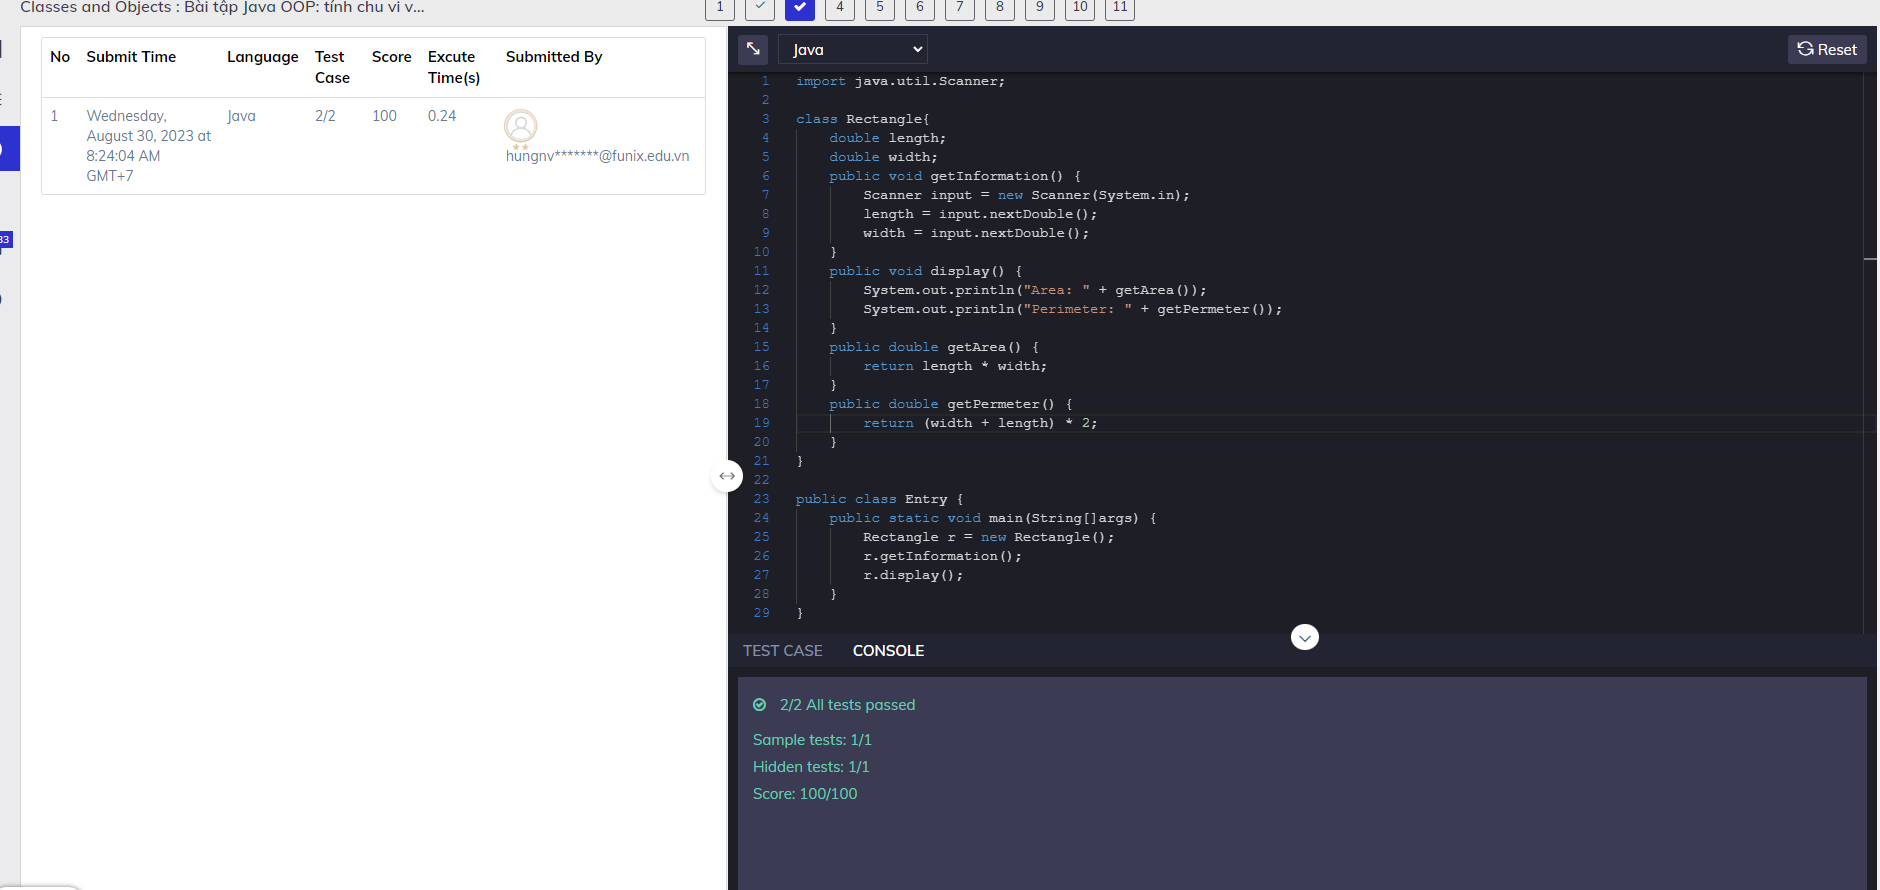 Classes and Objects : Bài tập Java OOP: tính chu vi v...
1 4 5 6 7 8 9 10 11
No Submit Time Language Test Case Score Excute Time(s) Submitted By
1 Wednesday, August 30, 2023 at 8:24:04 AM GMT+7 Java 2/2 100 0.24 hungnv*******@funix.edu.vn
33
Java
Reset
1 import java.util.Scanner;
2
3 class Rectangle{
4 double length;
5 double width;
6 public void getInformation() {
7 Scanner input = new Scanner(System.in);
8 length = input.nextDouble();
9 width = input.nextDouble();
10 }
11 public void display() {
12 System.out.println("Area: " + getArea());
13 System.out.println("Perimeter: " + getPermeter());
14 }
15 public double getArea() {
16 return length * width;
17 }
18 public double getPermeter() {
19 return (width + length) * 2;
20 }
21 }
22
23 public class Entry {
24 public static void main(String[]args) {
25 Rectangle r = new Rectangle();
26 r.getInformation();
27 r.display();
28 }
29 }
TEST CASE CONSOLE
2/2 All tests passed
Sample tests: 1/1
Hidden tests: 1/1
Score: 100/100